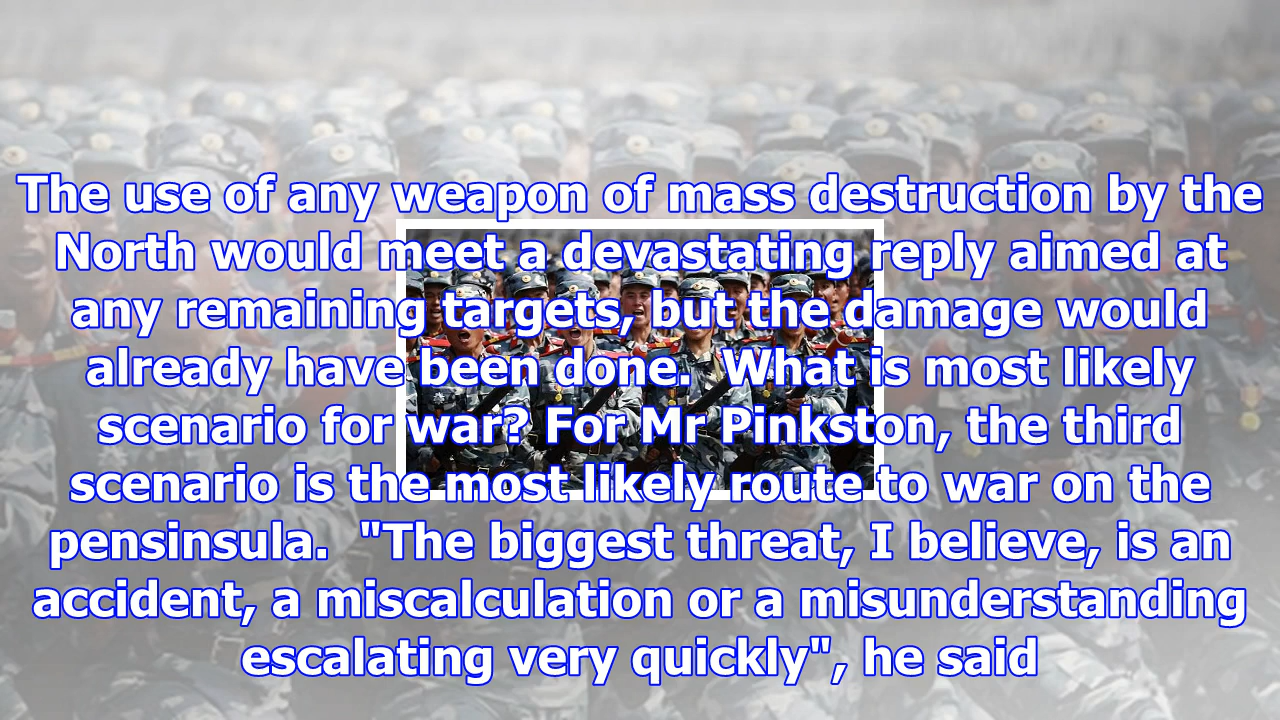 The use of any weapon of mass destruction by the
North would meet a devastating reply aimed at
any remaining targets, but the damage would
already have been done.  What is most likely
scenario for war? For Mr Pinkston, the third
scenario is the most likely route to war on the
pensinsula.  "The biggest threat, I believe, is an
accident, a miscalculation or a misunderstanding
escalating very quickly", he said